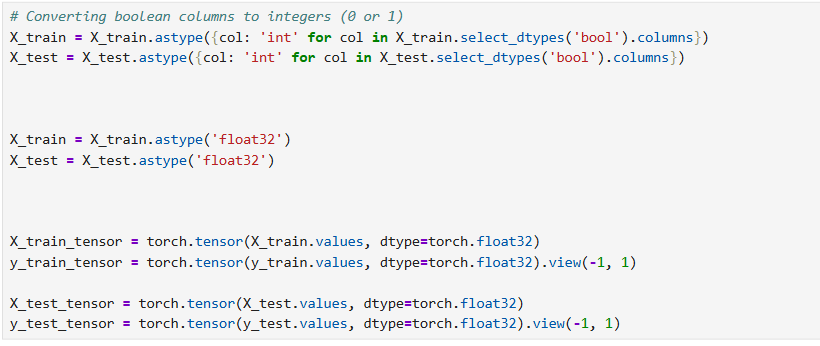 # Converting boolean columns to integers (0 or 1)
X_train = X_train.astype({col: 'int' for col in X_train.select_dtypes('bool').columns})
X_test = X_test.astype({col: 'int' for col in X_test.select_dtypes('bool').columns})
X_train = X_train.astype('float32')
X_test = X_test.astype('float32')
X_train_tensor = torch.tensor(X_train.values, dtype=torch.float32)
y_train_tensor = torch.tensor(y_train.values, dtype=torch.float32).view(-1, 1)
X_test_tensor = torch.tensor(X_test.values, dtype=torch.float32)
y_test_tensor = torch.tensor(y_test.values, dtype=torch.float32).view(-1, 1)